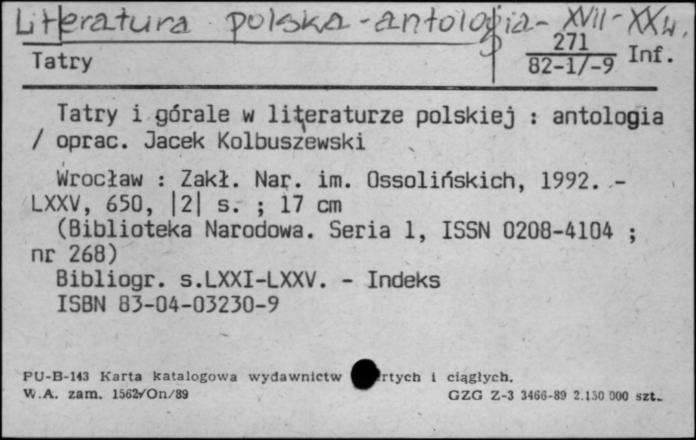 Literatura polska - antologia - XVII - XX w.
Tatry
271
82-1/-9
Inf.
Tatry i górale w literaturze polskiej : antologia
/ oprac. Jacek Kolbuszewski
Wrocław : Zakł. Nar. im. Ossolińskich, 1992. -
LXXV, 650, |2| s. ; 17 cm
(Biblioteka Narodowa. Seria 1, ISSN 0208-4104 ;
nr 268)
Bibliogr. s.LXXI-LXXV. - Indeks
ISBN 83-04-03230-9
PU-B-143 Karta katalogowa wydawnictw rtych i ciągłych.
W.A. zam. 1562/On/89 GZG Z-3 3466-89 2.150 000 szt.